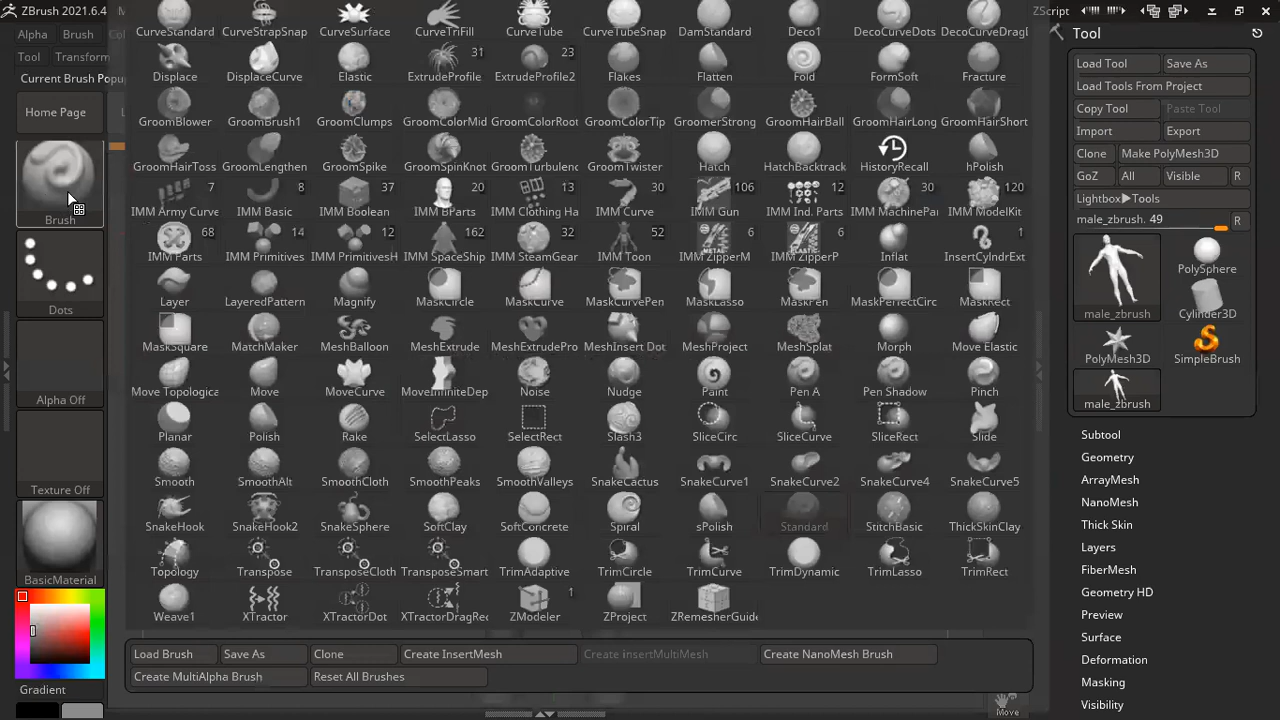 ZBrush 2021.6.4
ZScript
Alpha Brush
Tool Transform
Current Brush Popu
Home Page
Brush
Dots
Alpha Off
Texture Off
BasicMaterial
Gradient
CurveStandard CurveStrapSnap CurveSurface CurveTriFill CurveTube CurveTubeSnap DamStandard Deco1 DecoCurveDots DecoCurveDragL
31 23
Displace DisplaceCurve Elastic ExtrudeProfile ExtrudeProfile2 Flakes Flatten Fold FormSoft Fracture
GroomBlower GroomBrush1 GroomClumps GroomColorMid GroomColorRoot GroomColorTip GroomerStrong GroomHairBall GroomHairLong GroomHairShort
GroomHairToss GroomLengthen GroomSpike GroomSpinKnot GroomTurbulenc GroomTwister Hatch HatchBacktrack HistoryRecall hPolish
7 8 37 20 13 30 106 12 30 120
IMM Army Curve IMM Basic IMM Boolean IMM BParts IMM Clothing Ha IMM Curve IMM Gun IMM Ind. Parts IMM MachinePar IMM ModelKit
68 14 12 162 32 52 6 6 1
IMM Parts IMM Primitives IMM PrimitivesH IMM SpaceShip IMM SteamGear IMM Toon IMM ZipperM IMM ZipperP Inflat InsertCylndrExt
Layer LayeredPattern Magnify MaskCircle MaskCurve MaskCurvePen MaskLasso MaskPen MaskPerfectCirc MaskRect
MaskSquare MatchMaker MeshBalloon MeshExtrude MeshExtrudePro MeshInsert Dot MeshProject MeshSplat Morph Move Elastic
Move Topologica Move MoveCurve MoveInfiniteDep Noise Nudge Paint Pen A Pen Shadow Pinch
Planar Polish Rake SelectLasso SelectRect Slash3 SliceCirc SliceCurve SliceRect Slide
Smooth SmoothAlt SmoothCloth SmoothPeaks SmoothValleys SnakeCactus SnakeCurve1 SnakeCurve2 SnakeCurve4 SnakeCurve5
SnakeHook SnakeHook2 SnakeSphere SoftClay SoftConcrete Spiral sPolish Standard StitchBasic ThickSkinClay
Topology Transpose TransposeCloth TransposeSmart TrimAdaptive TrimCircle TrimCurve TrimDynamic TrimLasso TrimRect
1
Weave1 XTractor XTractorDot XTractorDragRec ZModeler ZProject ZRemesherGuide
Load Brush Save As Clone Create InsertMesh Create InsertMultiMesh Create NanoMesh Brush
Create MultiAlpha Brush Reset All Brushes
Move
Tool
Load Tool Save As
Load Tools From Project
Copy Tool Paste Tool
Import Export
Clone Make PolyMesh3D
GoZ All Visible R
Lightbox▶Tools
male_zbrush. 49 R
male_zbrush PolySphere
Cylinder3D
PolyMesh3D SimpleBrush
male_zbrush
Subtool
Geometry
ArrayMesh
NanoMesh
Thick Skin
Layers
FiberMesh
Geometry HD
Preview
Surface
Deformation
Masking
Visibility